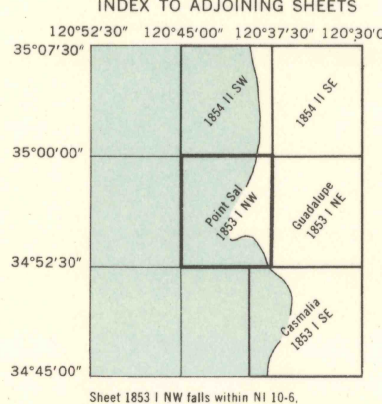 INDEX TO ADJOINING SHEETS
120°52'30" 120°45'00" 120°37'30" 120°30'0
35°07'30"
1854 II SW
1854 II SE
35°00'00"
Point Sal
1853 I NW
Guadalupe
1853 I NE
34°52'30"
Casmalia
1853 I SE
34°45'00"
Sheet 1853 I NW falls within NI 10-6,